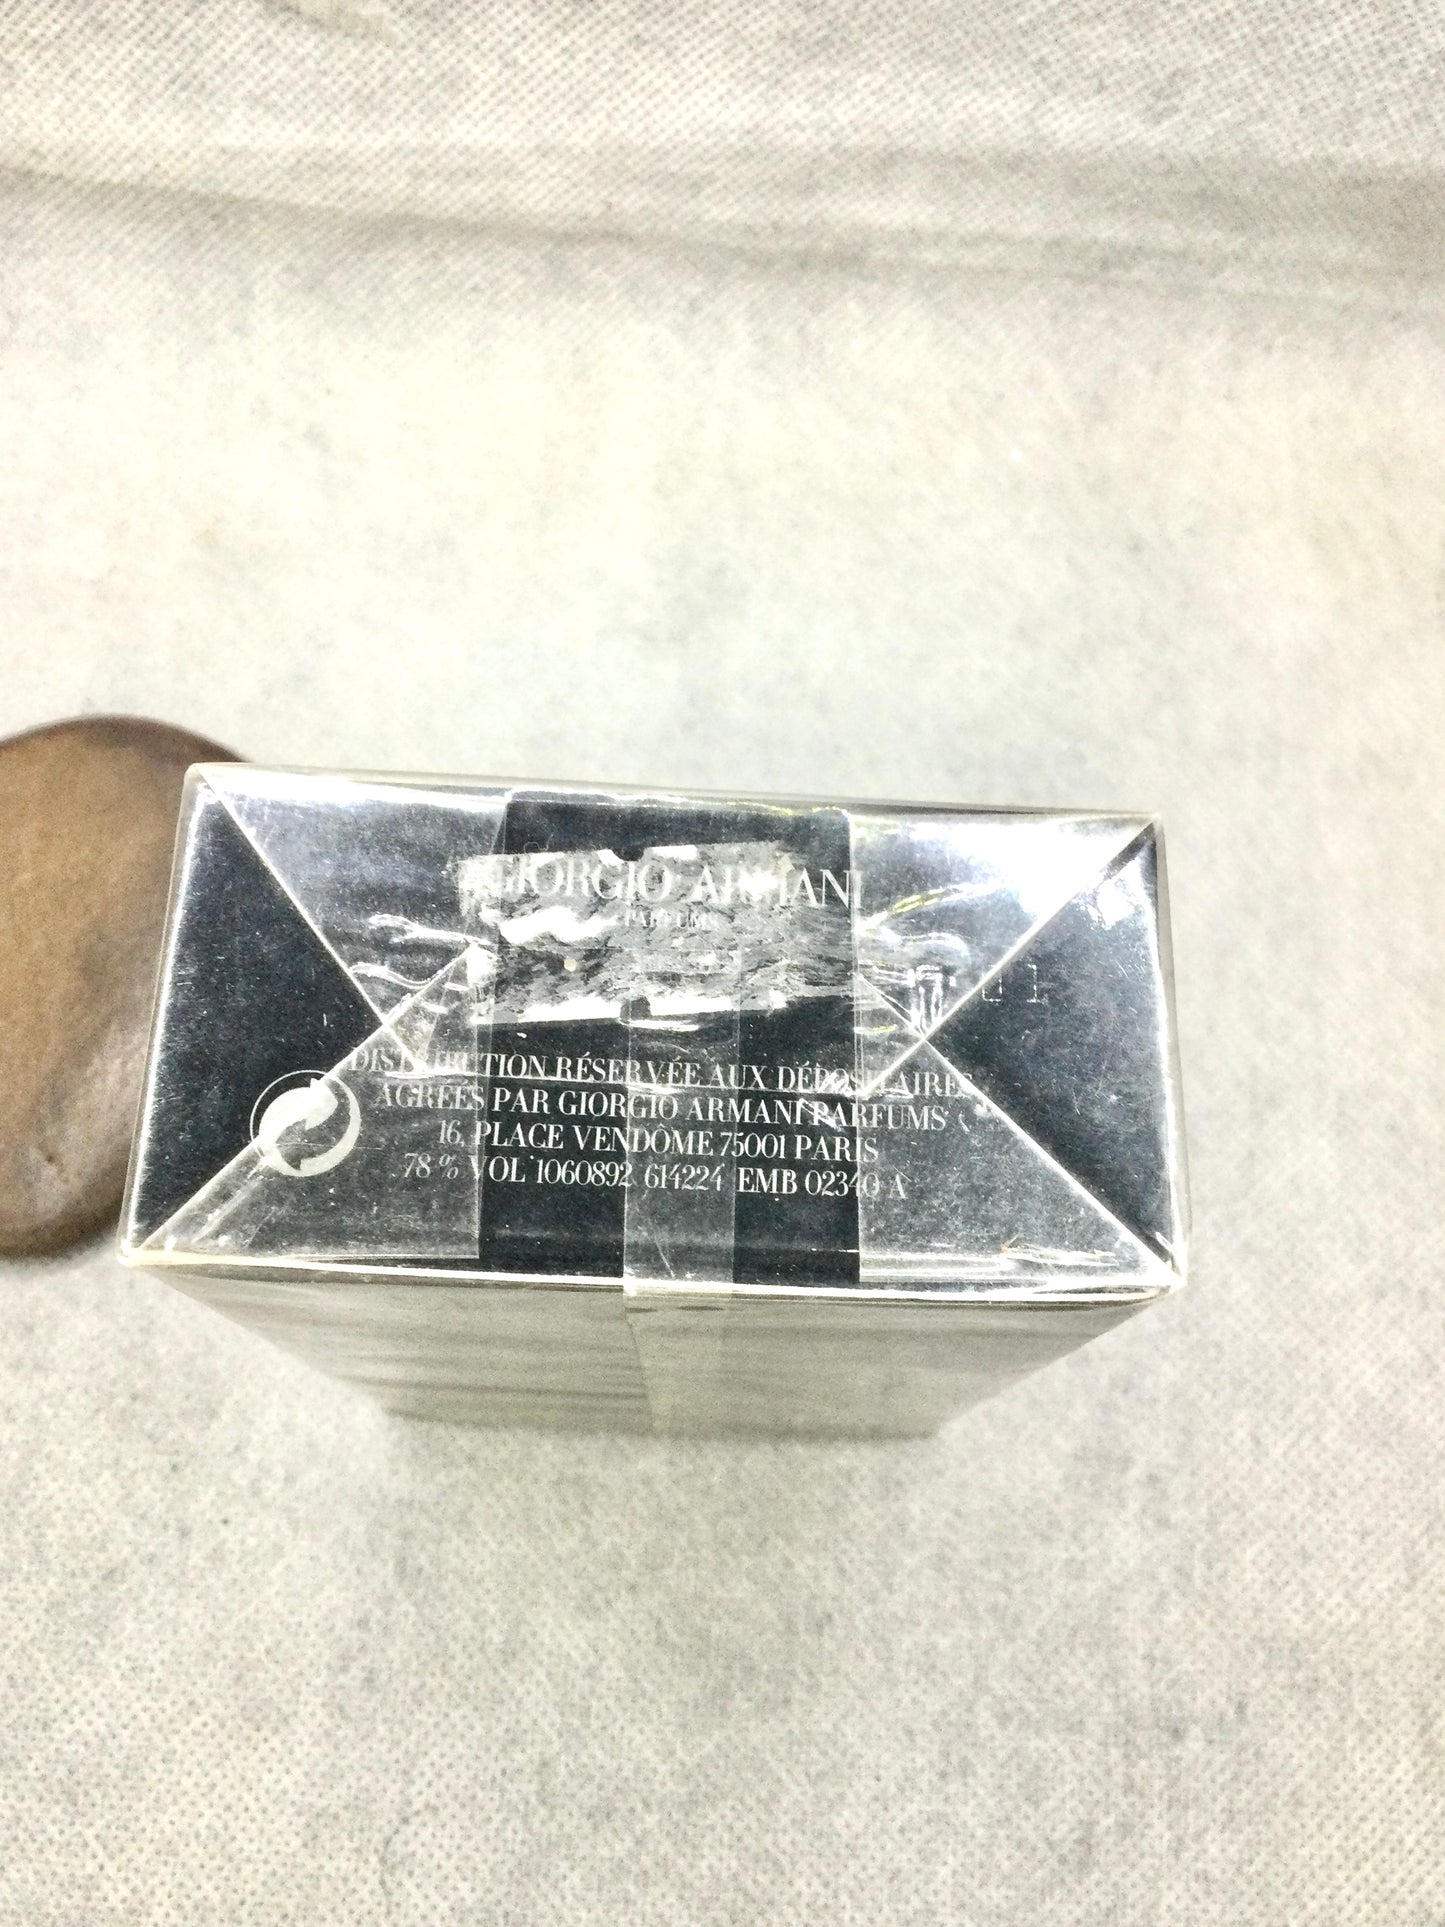 GIORGIO ARMANI
PARFUMS
DISTRIBUTION RÉSERVÉE AUX DÉPOSITAIRES
AGRÉÉS PAR GIORGIO ARMANI PARFUMS
16, PLACE VENDÔME 75001 PARIS
78 % VOL 1060892 614224 EMB 02340 A